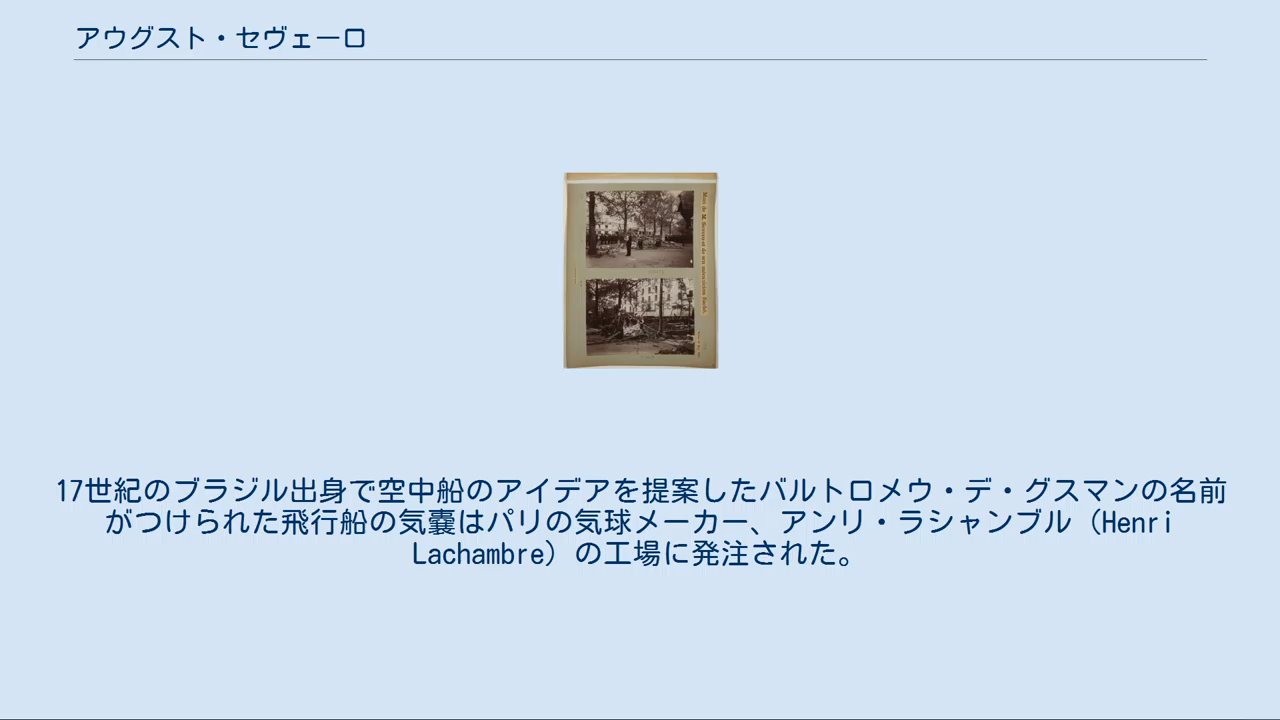 アウグスト・セヴェーロ
17世紀のブラジル出身で空中船のアイデアを提案したバルトロメウ・デ・グスマンの名前
がつけられた飛行船の気嚢はパリの気球メーカー、アンリ・ラシャンブル（Henri
Lachambre）の工場に発注された。